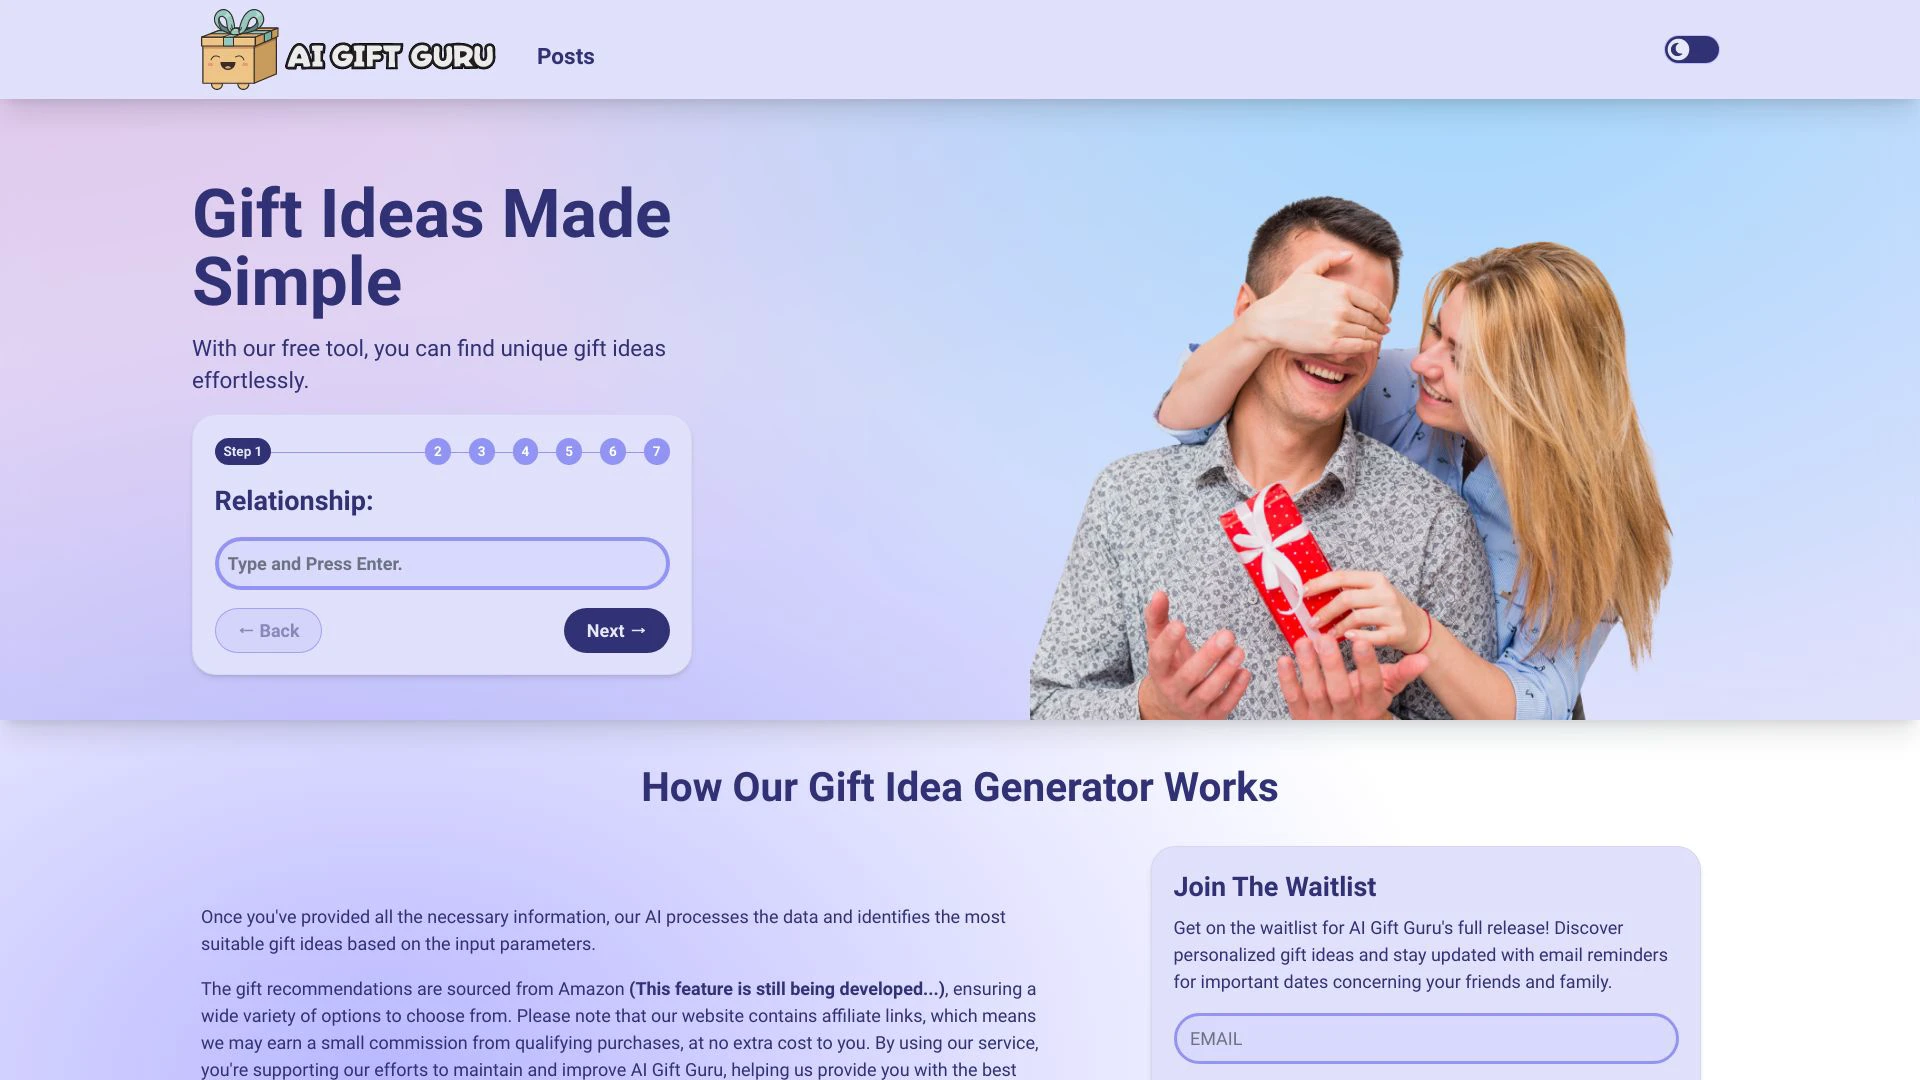 AI GIFT GURU
Posts
Gift Ideas Made
Simple
With our free tool, you can find unique gift ideas
effortlessly.
Step 1 2 3 4 5 6 7
Relationship:
Type and Press Enter.
← Back
Next →
How Our Gift Idea Generator Works
Once you've provided all the necessary information, our AI processes the data and identifies the most
suitable gift ideas based on the input parameters.
The gift recommendations are sourced from Amazon (This feature is still being developed...), ensuring a
wide variety of options to choose from. Please note that our website contains affiliate links, which means
we may earn a small commission from qualifying purchases, at no extra cost to you. By using our service,
you're supporting our efforts to maintain and improve AI Gift Guru, helping us provide you with the best
Join The Waitlist
Get on the waitlist for AI Gift Guru's full release! Discover
personalized gift ideas and stay updated with email reminders
for important dates concerning your friends and family.
EMAIL